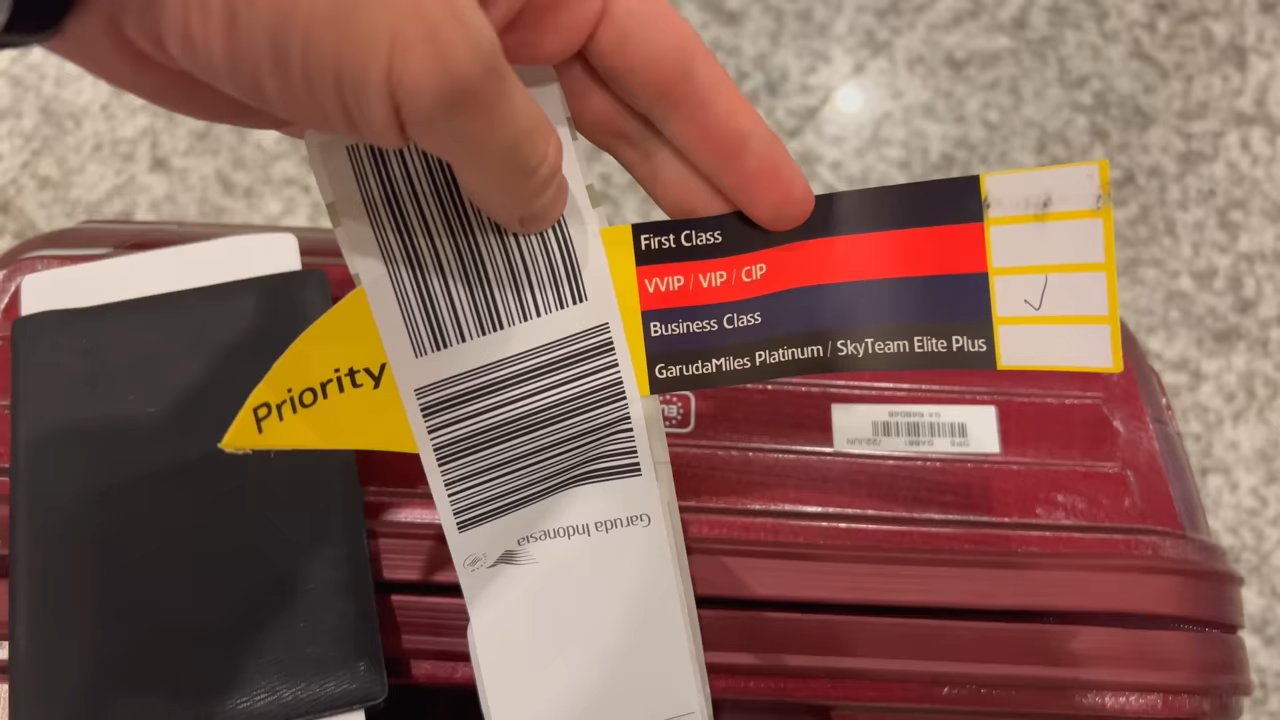 First Class
VVIP / VIP / CIP
Business Class
GarudaMiles Platinum / SkyTeam Elite Plus
Priority
Garuda Indonesia